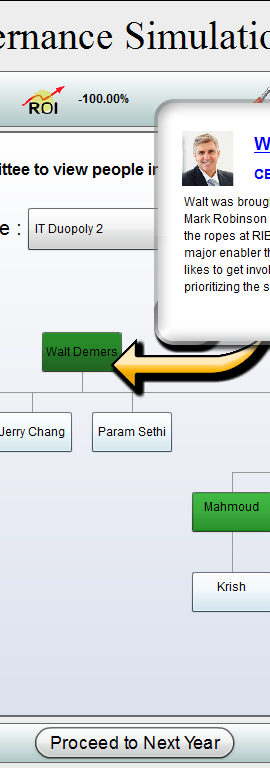 ernance Simulatio
ROI
-100.00%
ittee to view people in
e :
IT Duopoly 2
W
CE
Walt was brough
Mark Robinson
the ropes at RIE
major enabler th
likes to get invol
prioritizing the s
Walt Demers
Jerry Chang
Param Sethi
Mahmoud
Krish
Proceed to Next Year